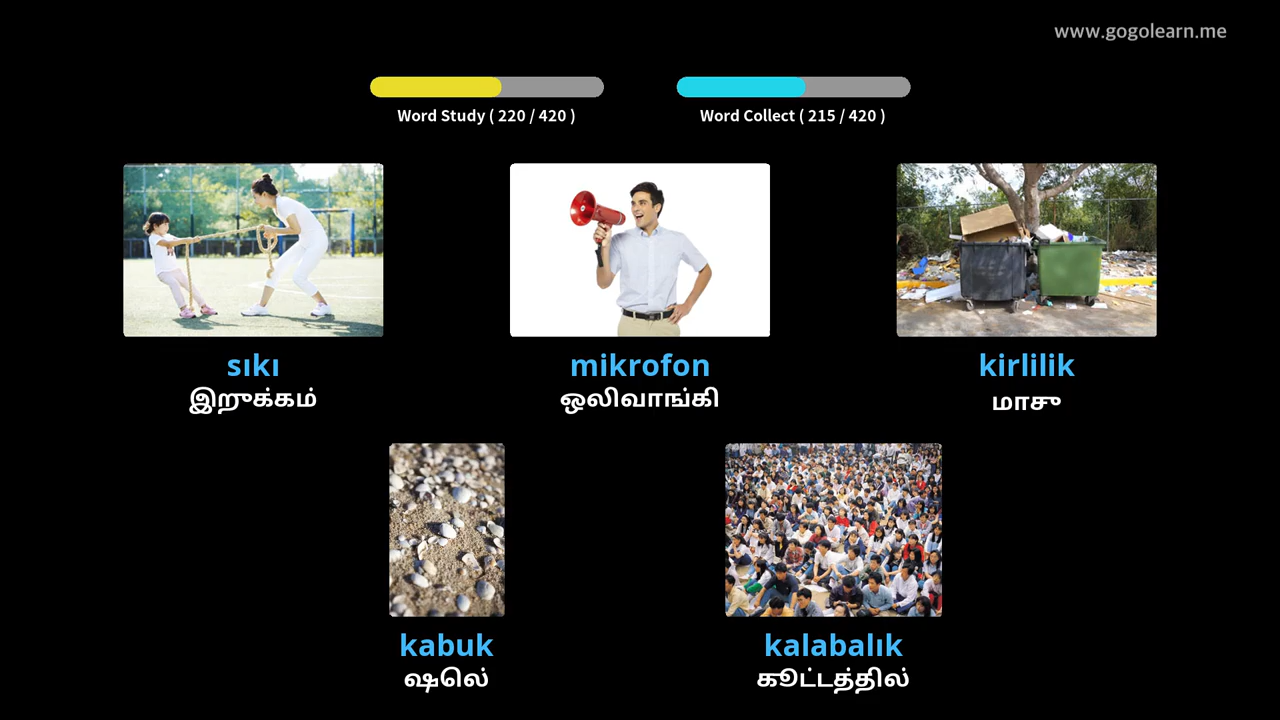 www.gogolearn.me
Word Study ( 220 / 420 )
Word Collect ( 215 / 420 )
sıkı
இறுக்கம்
mikrofon
ஒலிவாங்கி
kirlilik
மாசு
kabuk
ஷெல்
kalabalık
கூட்டத்தில்